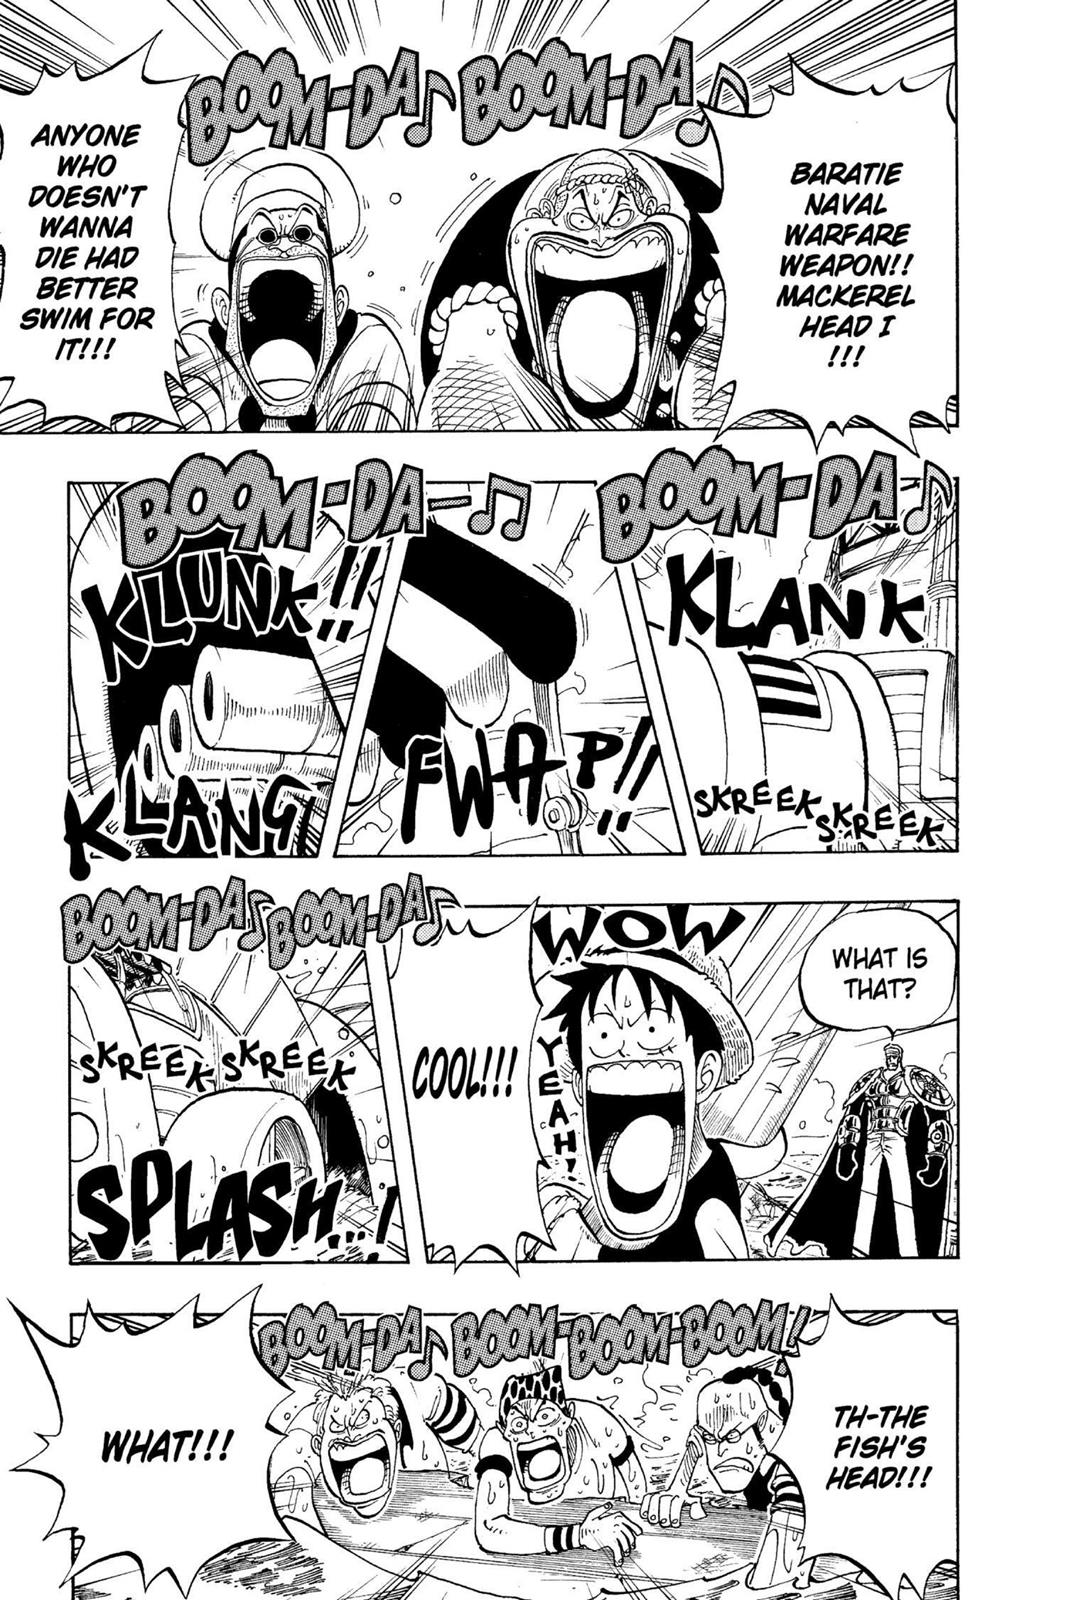 BOOM-DA♪ BOOM-DA♪
BARATIE
NAVAL
WARFARE
WEAPON!!
MACKEREL
HEAD I
!!!
ANYONE
WHO
DOESN'T
WANNA
DIE HAD
BETTER
SWIM FOR
IT!!!
BOOM-DA♪
KLANK
SKREEK SKREEK
FWAP!!
BOOM-DA-♫
KLUNK!!
KLANG
WHAT IS
THAT?
WOW
YEAH!
COOL!!!
BOOM-DA♪ BOOM-DA♪
SKREEK SKREEK
SPLASH...!
BOOM-DA♪ BOOM-BOOM-BOOM!
TH-THE
FISH'S
HEAD!!!
WHAT!!!